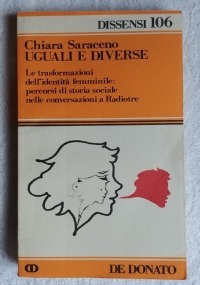 DISSENSI 106
Chiara Saraceno
UGUALI E DIVERSE
Le trasformazioni
dell'identità femminile:
percorsi di storia sociale
nelle conversazioni a Radiotre
DE DONATO